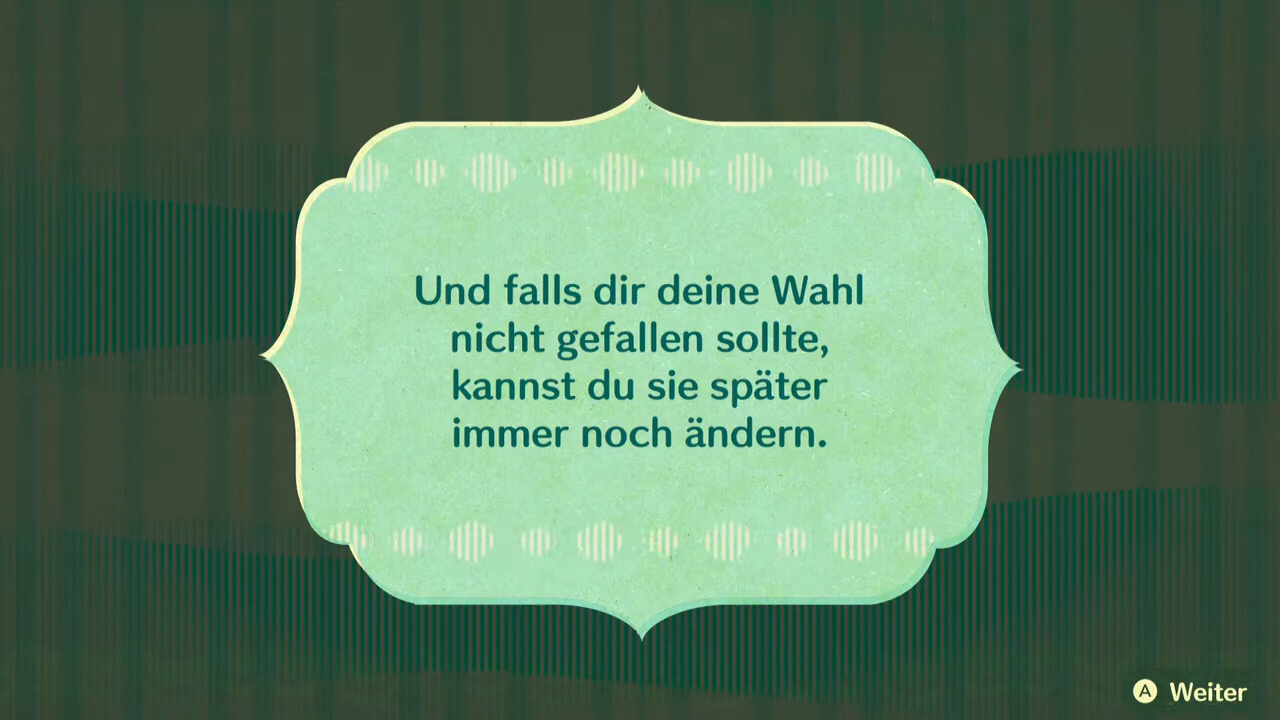 Und falls dir deine Wahl
nicht gefallen sollte,
kannst du sie später
immer noch ändern.
A Weiter